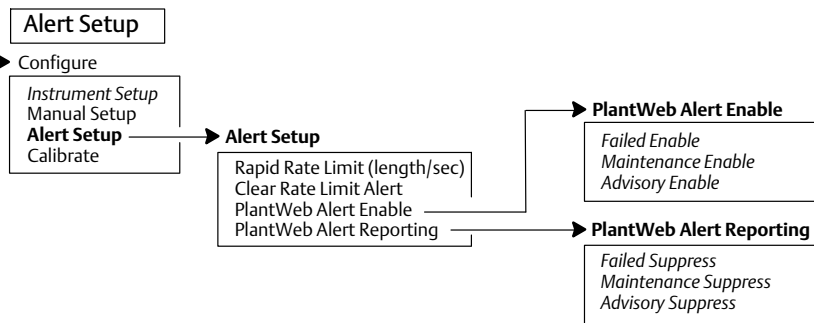 Alert Setup
Configure
Instrument Setup
Manual Setup
Alert Setup
Calibrate
Alert Setup
Rapid Rate Limit (length/sec)
Clear Rate Limit Alert
PlantWeb Alert Enable
PlantWeb Alert Reporting
PlantWeb Alert Enable
Failed Enable
Maintenance Enable
Advisory Enable
PlantWeb Alert Reporting
Failed Suppress
Maintenance Suppress
Advisory Suppress